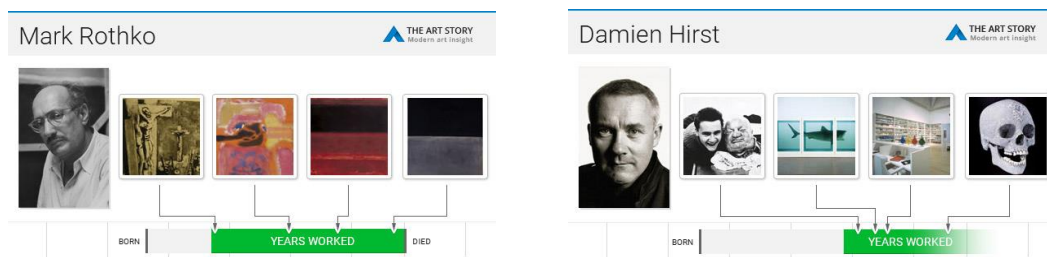 Mark Rothko
THE ART STORY
Modern art insight
BORN
YEARS WORKED
DIED
Damien Hirst
THE ART STORY
Modern art insight
BORN
YEARS WORKED